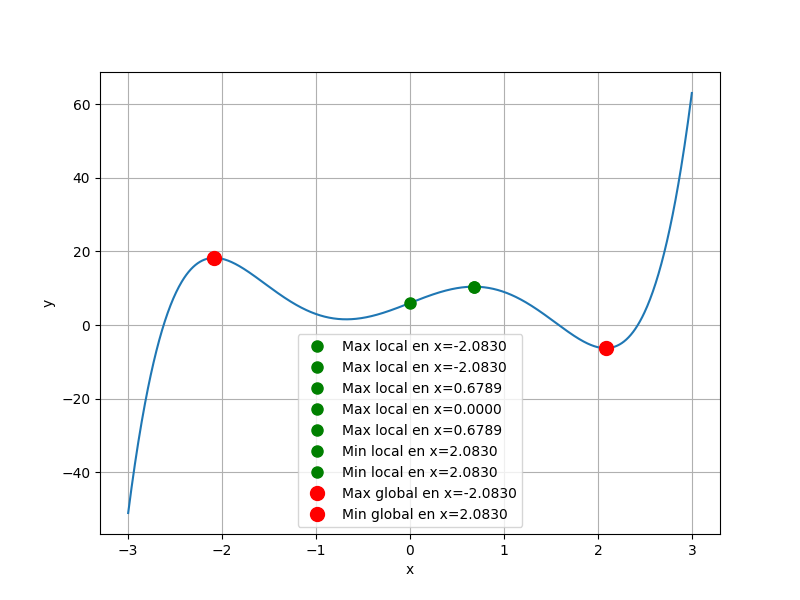 60
40
20
0
−20
−40
y
Max local en x=-2.0830
Max local en x=-2.0830
Max local en x=0.6789
Max local en x=0.0000
Max local en x=0.6789
Min local en x=2.0830
Min local en x=2.0830
Max global en x=-2.0830
Min global en x=2.0830
−3 −2 −1 0 1 2 3
x